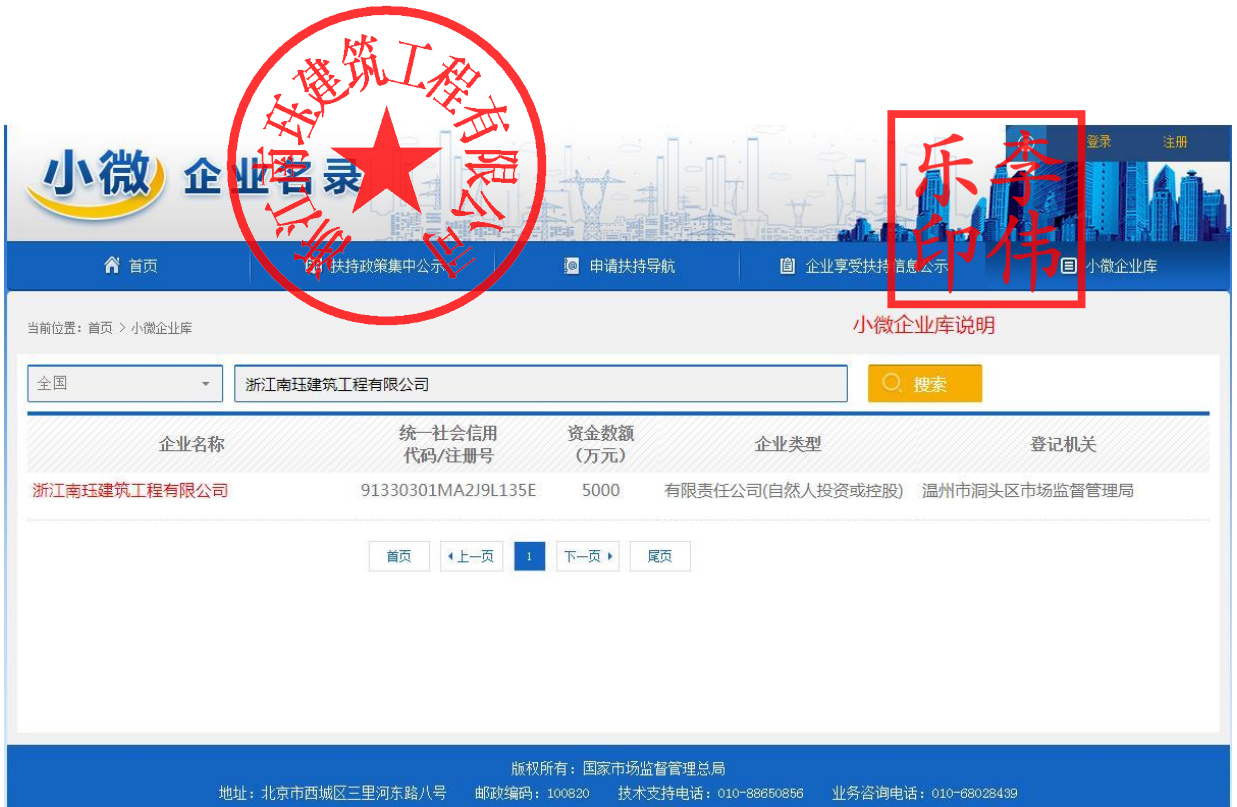 浙江南珏建筑工程有限公司
李伟
乐印
登录 注册
小微 企业名录
首页 扶持政策集中公示 申请扶持导航 企业享受扶持信息公示 小微企业库
当前位置：首页 > 小微企业库
小微企业库说明
全国 浙江南珏建筑工程有限公司 搜索
企业名称 统一社会信用代码/注册号 资金数额（万元） 企业类型 登记机关
浙江南珏建筑工程有限公司 91330301MA2J9L135E 5000 有限责任公司(自然人投资或控股) 温州市洞头区市场监督管理局
首页 上一页 1 下一页 尾页
版权所有：国家市场监督管理总局
地址：北京市西城区三里河东路八号 邮政编码：100820 技术支持电话：010-88650856 业务咨询电话：010-68028439